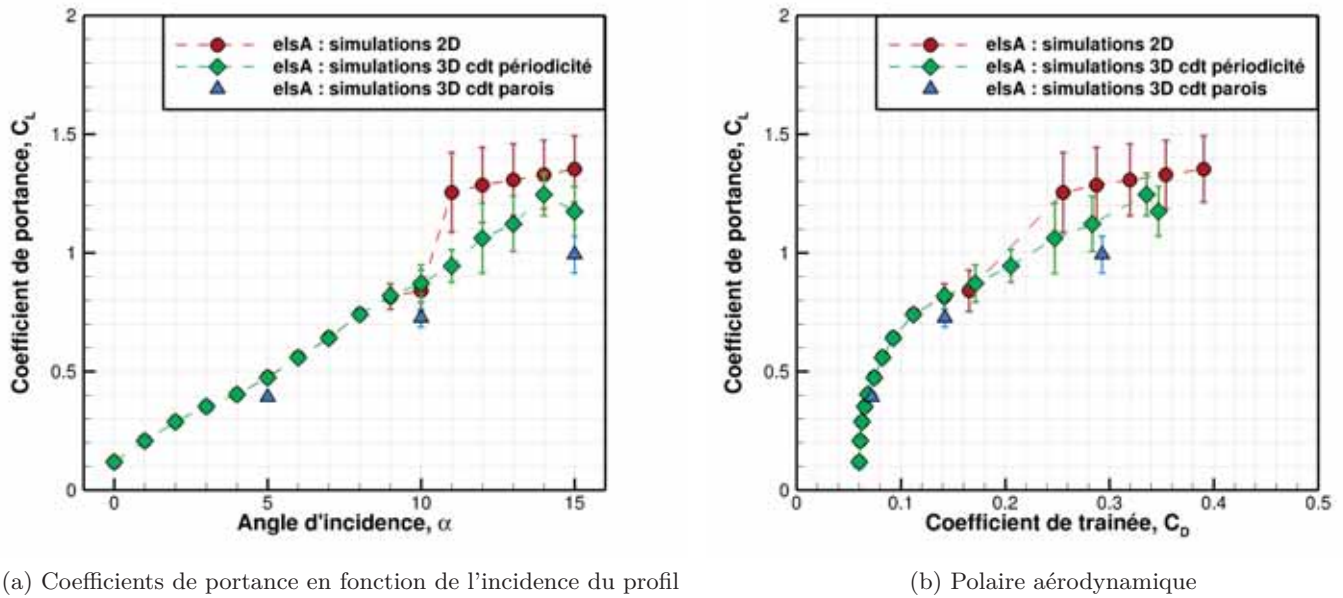 elsA : simulations 2D
elsA : simulations 3D cdt périodicité
elsA : simulations 3D cdt parois
Coefficient de portance, C_L
2
1.5
1
0.5
0
0 5 10 15
Angle d'incidence, α
(a) Coefficients de portance en fonction de l'incidence du profil
elsA : simulations 2D
elsA : simulations 3D cdt périodicité
elsA : simulations 3D cdt parois
Coefficient de portance, C_L
2
1.5
1
0.5
0
0 0.1 0.2 0.3 0.4 0.5
Coefficient de trainée, C_D
(b) Polaire aérodynamique